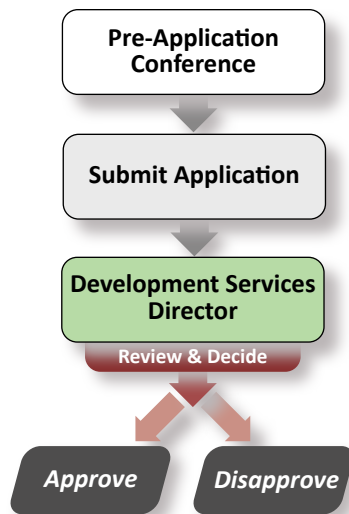 Pre-Application
Conference
Submit Application
Development Services
Director
Review & Decide
Approve
Disapprove